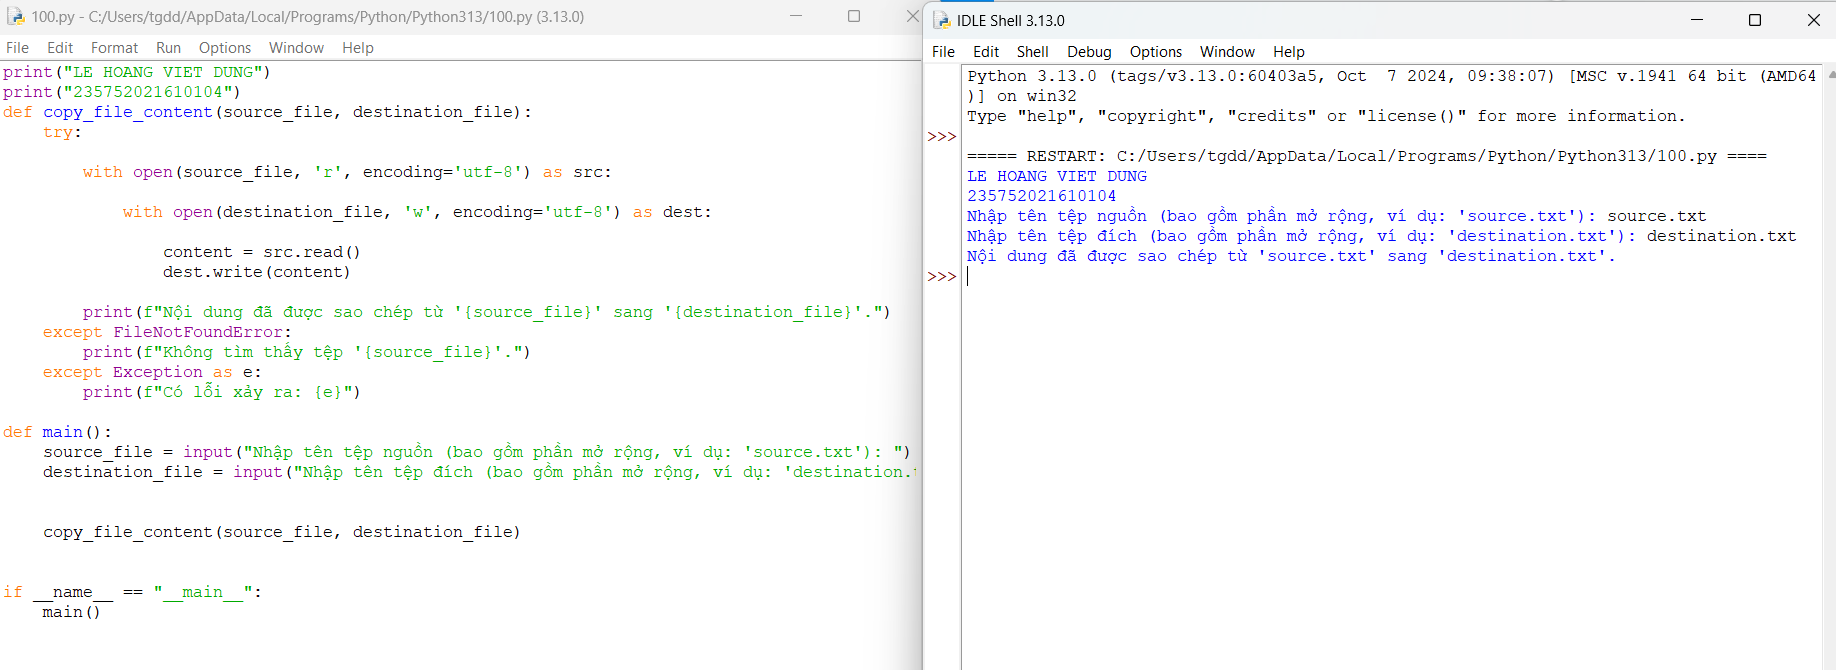 100.py - C:/Users/tgdd/AppData/Local/Programs/Python/Python313/100.py (3.13.0)
File Edit Format Run Options Window Help
print("LE HOANG VIET DUNG")
print("235752021610104")
def copy_file_content(source_file, destination_file):
    try:
        with open(source_file, 'r', encoding='utf-8') as src:
            with open(destination_file, 'w', encoding='utf-8') as dest:
                content = src.read()
                dest.write(content)
        print(f"Nội dung đã được sao chép từ '{source_file}' sang '{destination_file}'.")
    except FileNotFoundError:
        print(f"Không tìm thấy tệp '{source_file}'.")
    except Exception as e:
        print(f"Có lỗi xảy ra: {e}")
def main():
    source_file = input("Nhập tên tệp nguồn (bao gồm phần mở rộng, ví dụ: 'source.txt'): ")
    destination_file = input("Nhập tên tệp đích (bao gồm phần mở rộng, ví dụ: 'destination.
    copy_file_content(source_file, destination_file)
if __name__ == "__main__":
    main()
IDLE Shell 3.13.0
File Edit Shell Debug Options Window Help
Python 3.13.0 (tags/v3.13.0:60403a5, Oct  7 2024, 09:38:07) [MSC v.1941 64 bit (AMD64
)] on win32
Type "help", "copyright", "credits" or "license()" for more information.
>>>
===== RESTART: C:/Users/tgdd/AppData/Local/Programs/Python/Python313/100.py ====
LE HOANG VIET DUNG
235752021610104
Nhập tên tệp nguồn (bao gồm phần mở rộng, ví dụ: 'source.txt'): source.txt
Nhập tên tệp đích (bao gồm phần mở rộng, ví dụ: 'destination.txt'): destination.txt
Nội dung đã được sao chép từ 'source.txt' sang 'destination.txt'.
>>>